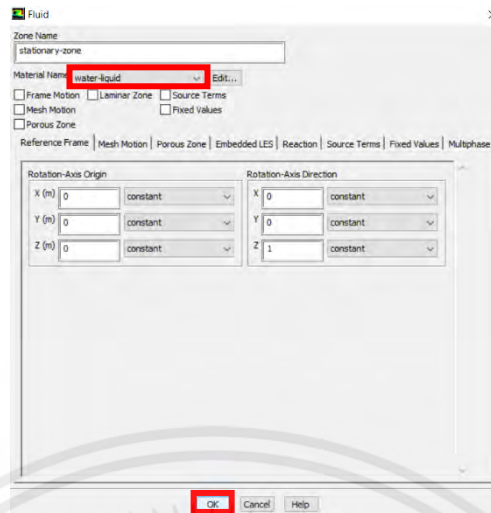 Fluid
Zone Name
stationary-zone
Material Name water-liquid Edit...
Frame Motion Laminar Zone Source Terms
Mesh Motion Fixed Values
Porous Zone
Reference Frame Mesh Motion Porous Zone Embedded LES Reaction Source Terms Fixed Values Multiphase
Rotation-Axis Origin Rotation-Axis Direction
X (m) 0 constant X 0 constant
Y (m) 0 constant Y 0 constant
Z (m) 0 constant Z 1 constant
OK Cancel Help